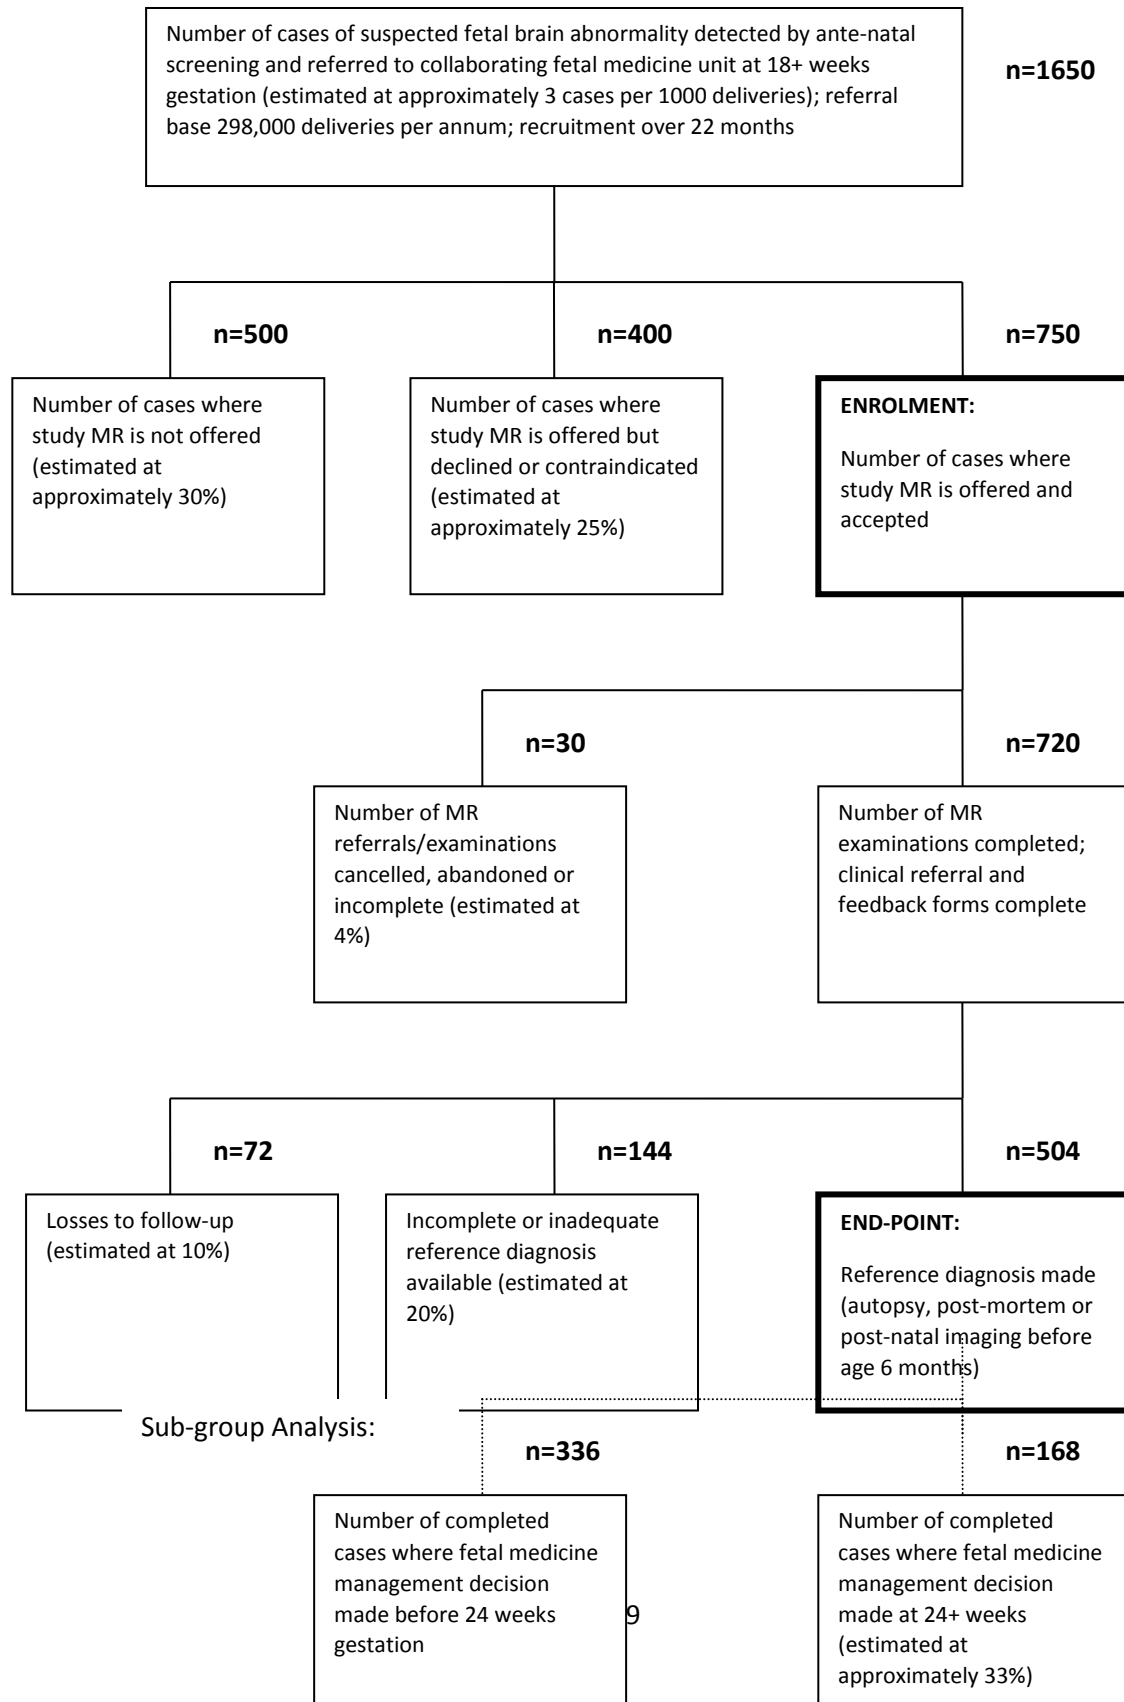 Number of cases of suspected fetal brain abnormality detected by ante-natal
screening and referred to collaborating fetal medicine unit at 18+ weeks
gestation (estimated at approximately 3 cases per 1000 deliveries); referral
base 298,000 deliveries per annum; recruitment over 22 months
n=1650
n=500
Number of cases where
study MR is not offered
(estimated at
approximately 30%)
n=400
Number of cases where
study MR is offered but
declined or contraindicated
(estimated at
approximately 25%)
n=750
ENROLMENT:
Number of cases where
study MR is offered and
accepted
n=30
Number of MR
referrals/examinations
cancelled, abandoned or
incomplete (estimated at
4%)
n=720
Number of MR
examinations completed;
clinical referral and
feedback forms complete
n=72
Losses to follow-up
(estimated at 10%)
n=144
Incomplete or inadequate
reference diagnosis
available (estimated at
20%)
n=504
END-POINT:
Reference diagnosis made
(autopsy, post-mortem or
post-natal imaging before
age 6 months)
Sub-group Analysis:
n=336
Number of completed
cases where fetal medicine
management decision
made before 24 weeks
gestation
n=168
Number of completed
cases where fetal medicine
management decision
made at 24+ weeks
(estimated at
approximately 33%)
9